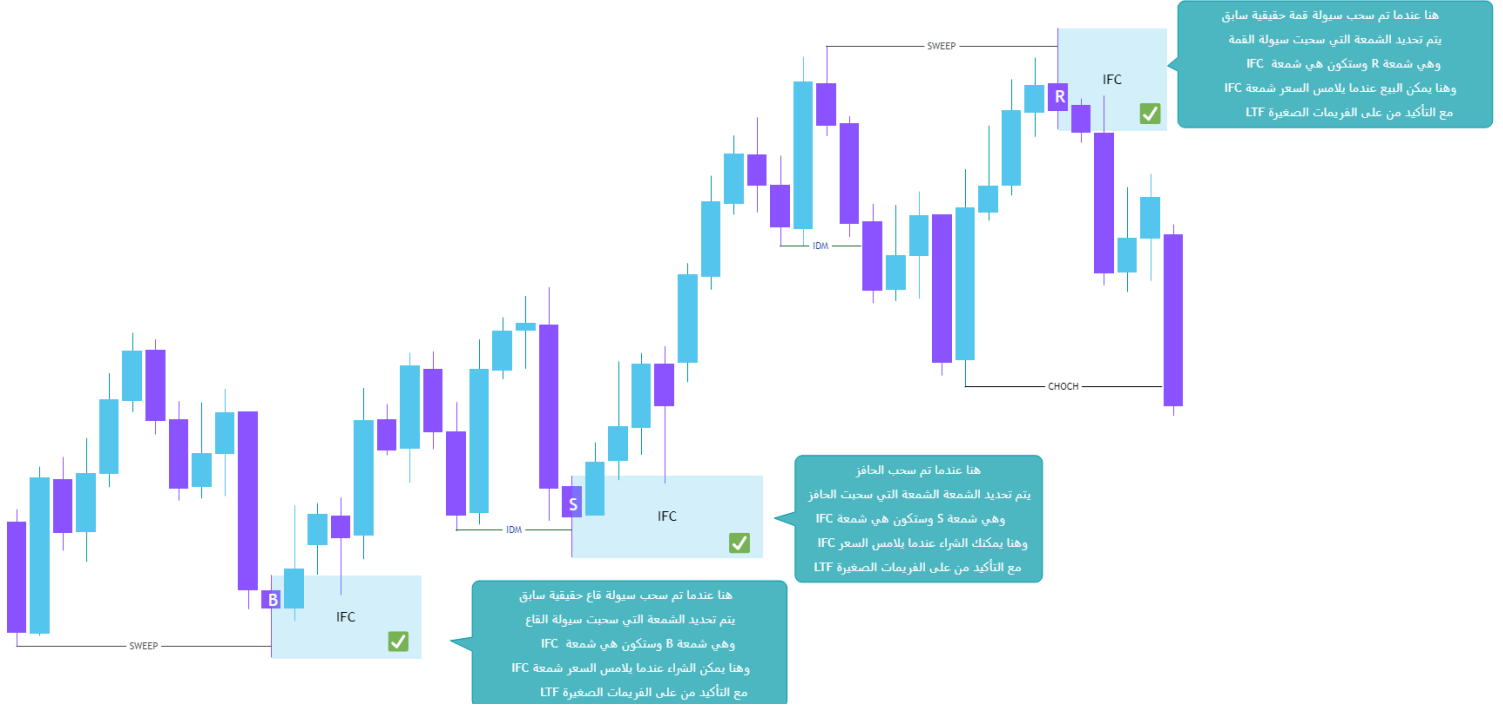 هنا عندما تم سحب سيولة قمة حقيقية سابق
يتم تحديد الشمعة التي سحبت سيولة القمة
وهي شمعة R وستكون هي شمعة IFC
وهنا يمكن البيع عندما يلامس السعر شمعة IFC
مع التأكيد من على الفريمات الصغيرة LTF
SWEEP
IFC
R
IDM
CHOCH
هنا عندما تم سحب الحافز
يتم تحديد الشمعة الشمعة التي سحبت الحافز
وهي شمعة S وستكون هي شمعة IFC
وهنا يمكنك الشراء عندما يلامس السعر IFC
مع التأكيد من على الفريمات الصغيرة LTF
S
IFC
IDM
هنا عندما تم سحب سيولة قاع حقيقية سابق
يتم تحديد الشمعة التي سحبت سيولة القاع
وهي شمعة B وستكون هي شمعة IFC
وهنا يمكن الشراء عندما يلامس السعر شمعة IFC
مع التأكيد من على الفريمات الصغيرة LTF
B
IFC
SWEEP